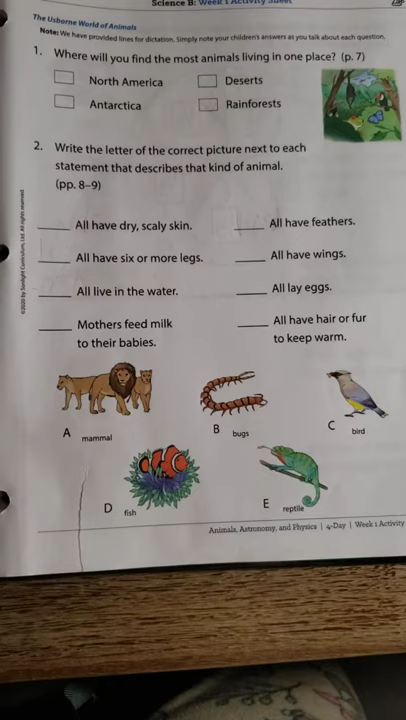 Science B: Week 1 Activity Sheet
The Usborne World of Animals
Note: We have provided lines for dictation. Simply note your children's answers as you talk about each question.
1. Where will you find the most animals living in one place? (p. 7)
North America Deserts
Antarctica Rainforests
2. Write the letter of the correct picture next to each
statement that describes that kind of animal.
(pp. 8–9)
All have dry, scaly skin. All have feathers.
All have six or more legs. All have wings.
All live in the water. All lay eggs.
Mothers feed milk All have hair or fur
to their babies. to keep warm.
A mammal B bugs C bird
D fish E reptile
©2020 by Sonlight Curriculum, Ltd. All rights reserved.
Animals, Astronomy, and Physics | 4-Day | Week 1 Activity